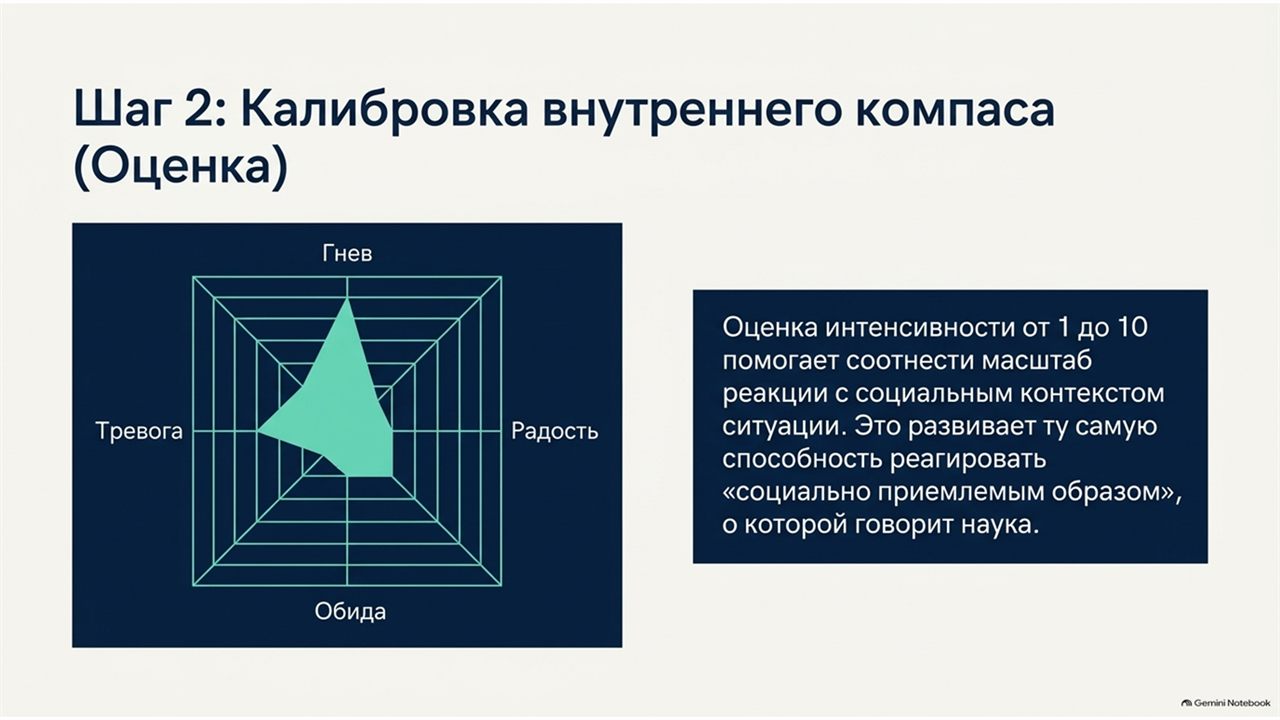 Шаг 2: Калибровка внутреннего компаса
(Оценка)
Гнев
Тревога
Радость
Обида
Оценка интенсивности от 1 до 10
помогает соотнести масштаб
реакции с социальным контекстом
ситуации. Это развивает ту самую
способность реагировать
«социально приемлемым образом»,
о которой говорит наука.
Gemini Notebook